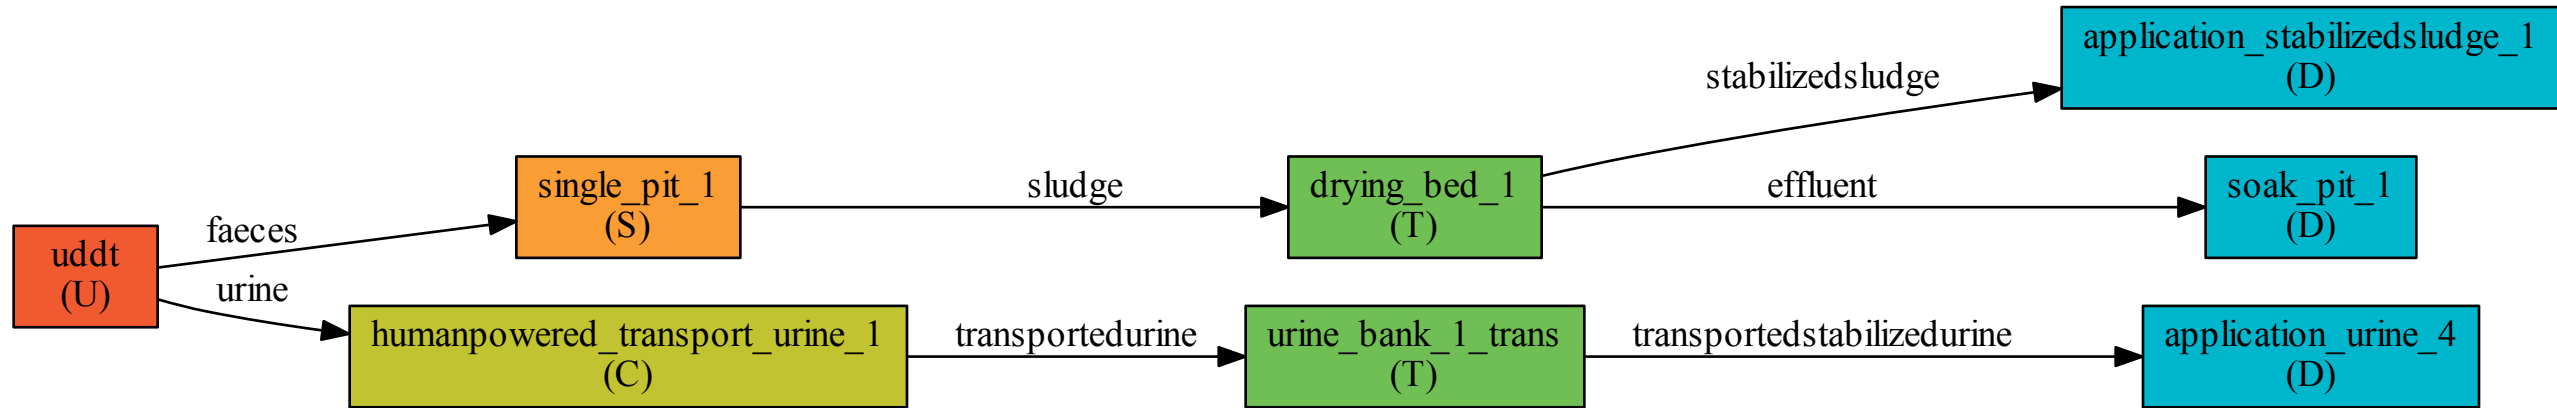 application_stabilizedsludge_1
(D)
stabilizedsludge
single_pit_1
(S)
sludge
drying_bed_1
(T)
effluent
soak_pit_1
(D)
uddt
(U)
faeces
urine
humanpowered_transport_urine_1
(C)
transportedurine
urine_bank_1_trans
(T)
transportedstabilizedurine
application_urine_4
(D)